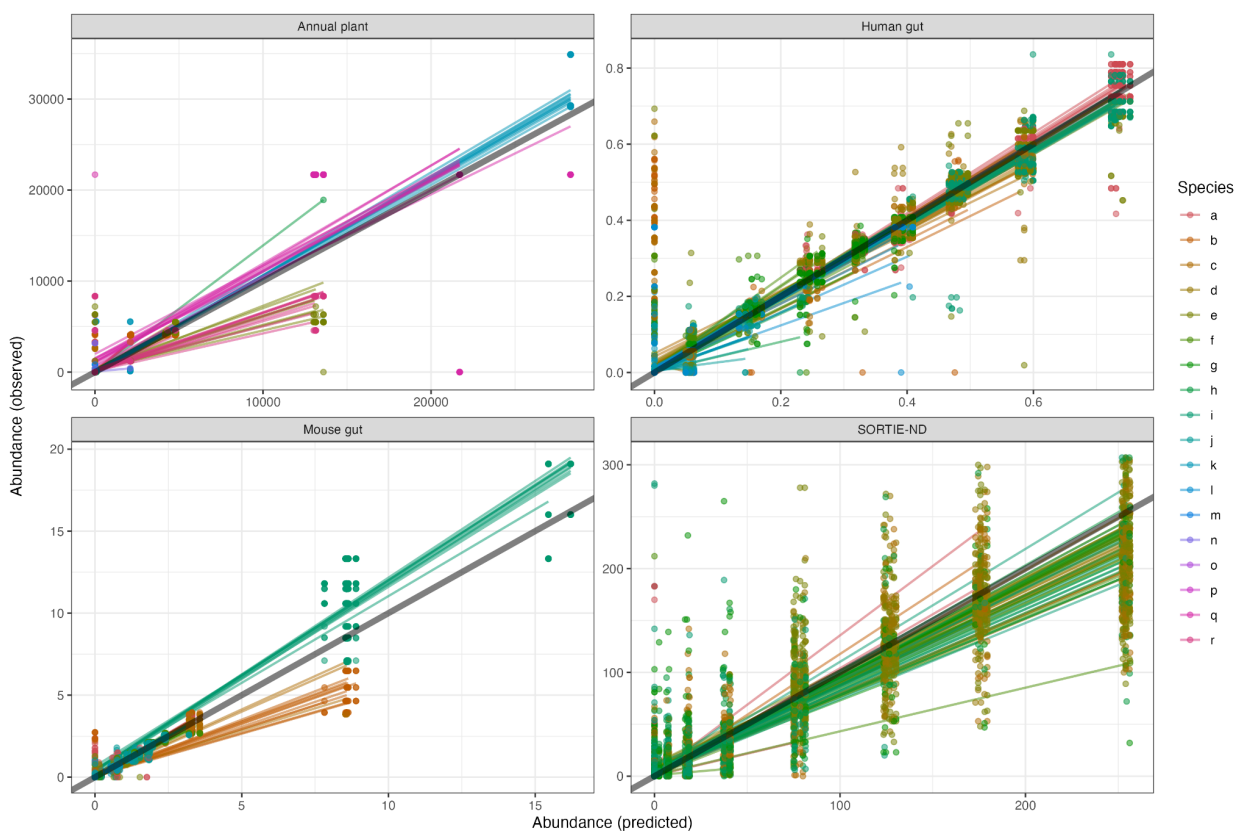 Annual plant
Human gut
30000
20000
10000
0
0
10000
20000
0.8
0.6
0.4
0.2
0.0
0.0
0.2
0.4
0.6
Mouse gut
SORTIE-ND
20
15
10
5
0
0
5
10
15
300
200
100
0
0
100
200
Abundance (observed)
Abundance (predicted)
Species
a
b
c
d
e
f
g
h
i
j
k
l
m
n
o
p
q
r